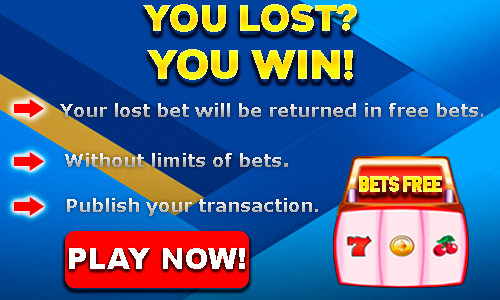 YOU LOST?
YOU WIN!
Your lost bet will be returned in free bets.
Without limits of bets.
Publish your transaction.
BETS FREE
7
PLAY NOW!